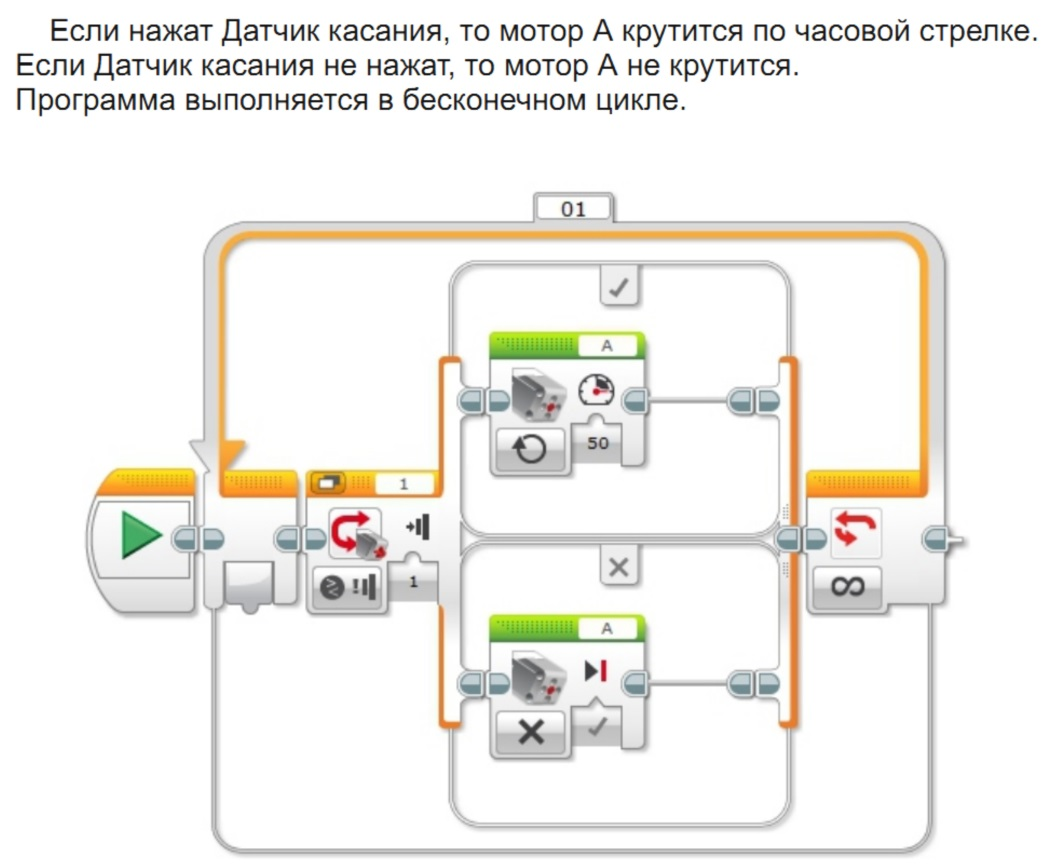 Если нажат Датчик касания, то мотор А крутится по часовой стрелке.
Если Датчик касания не нажат, то мотор А не крутится.
Программа выполняется в бесконечном цикле.
01
A
50
1
1
A